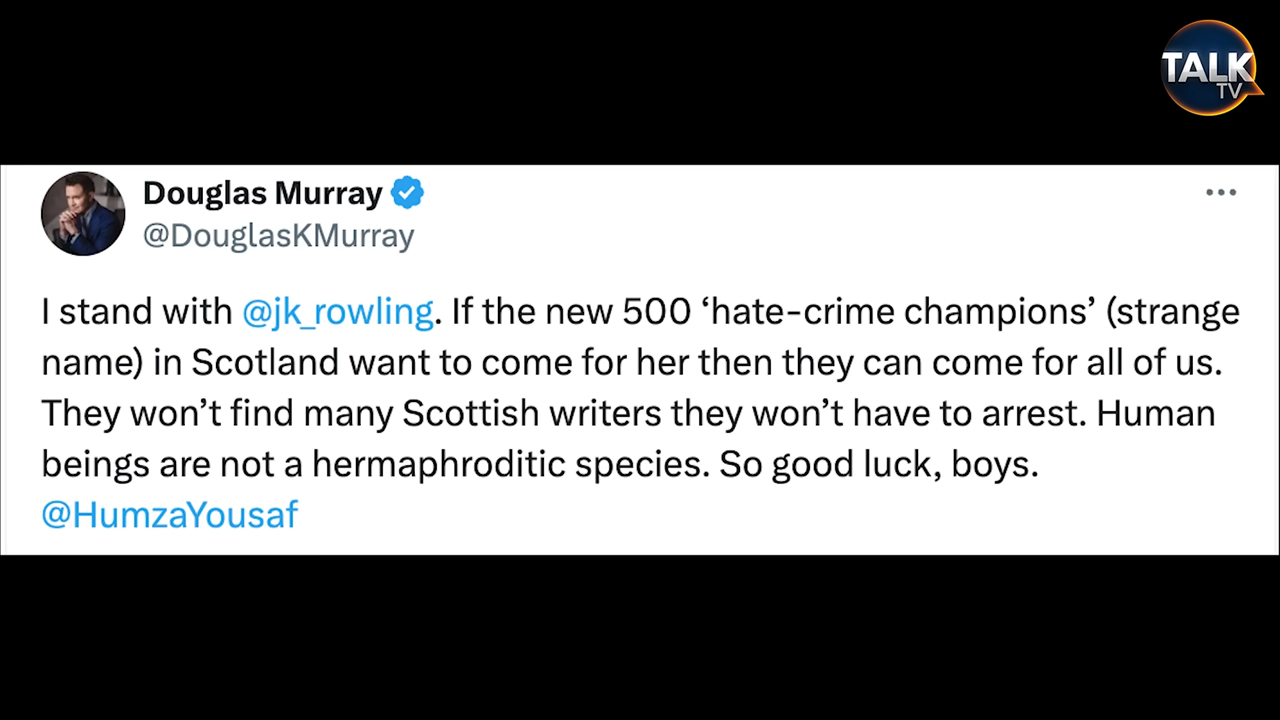 TALK
TV
Douglas Murray
@DouglasKMurray
I stand with @jk_rowling. If the new 500 ‘hate-crime champions’ (strange
name) in Scotland want to come for her then they can come for all of us.
They won’t find many Scottish writers they won’t have to arrest. Human
beings are not a hermaphroditic species. So good luck, boys.
@HumzaYousaf